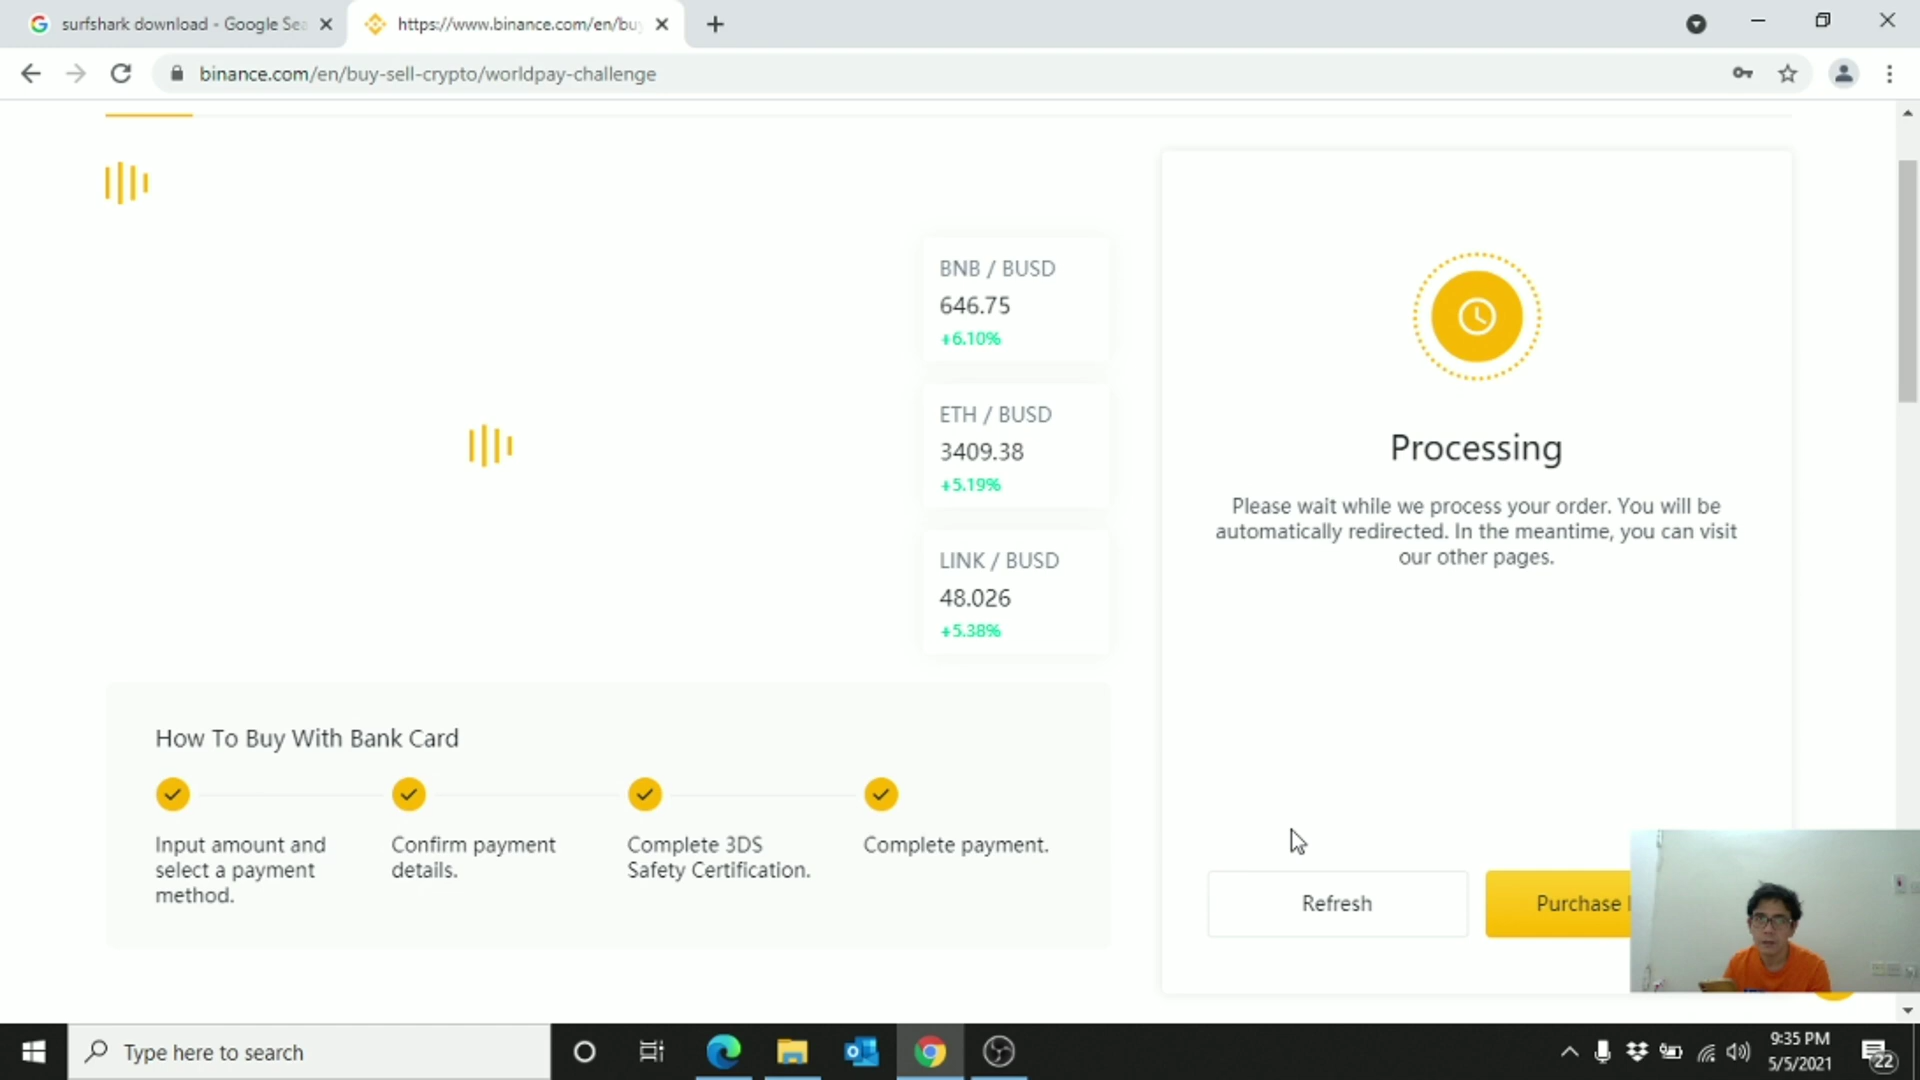 surfshark download - Google Sea
https://www.binance.com/en/buy
binance.com/en/buy-sell-crypto/worldpay-challenge
BNB / BUSD
646.75
+6.10%
ETH / BUSD
3409.38
+5.19%
LINK / BUSD
48.026
+5.38%
Processing
Please wait while we process your order. You will be
automatically redirected. In the meantime, you can visit
our other pages.
Refresh
Purchase
How To Buy With Bank Card
Input amount and
select a payment
method.
Confirm payment
details.
Complete 3DS
Safety Certification.
Complete payment.
Type here to search
9:35 PM
5/5/2021
22